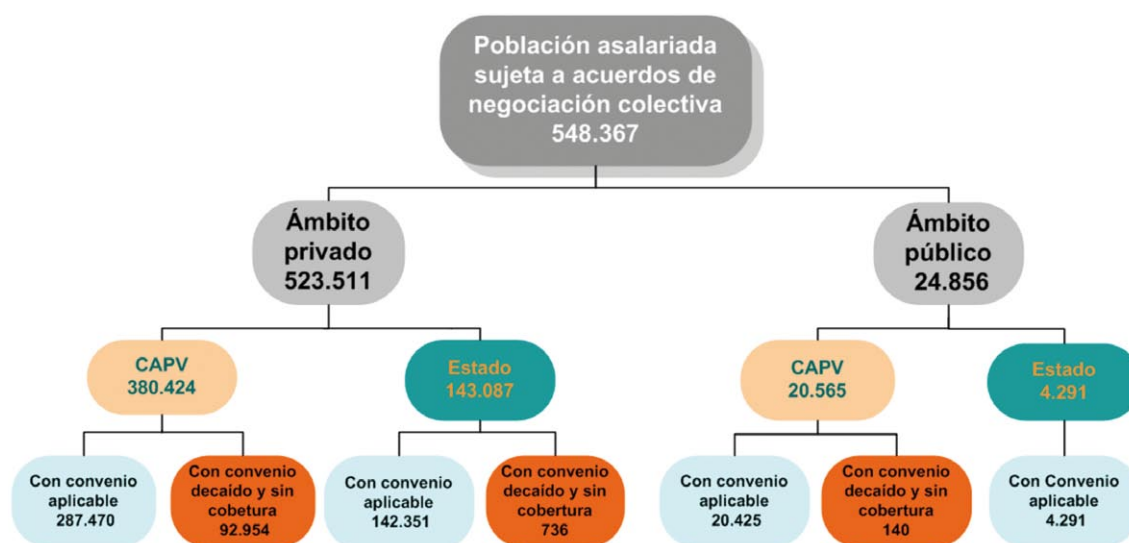 Población asalariada
sujeta a acuerdos de
negociación colectiva
548.367
Ámbito
privado
523.511
Ámbito
público
24.856
CAPV
380.424
Estado
143.087
CAPV
20.565
Estado
4.291
Con convenio
aplicable
287.470
Con convenio
decaído y sin
cobetura
92.954
Con convenio
aplicable
142.351
Con convenio
decaído y sin
cobertura
736
Con convenio
aplicable
20.425
Con convenio
decaído y sin
cobertura
140
Con Convenio
aplicable
4.291